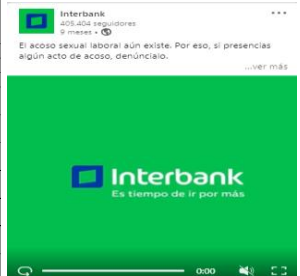 Interbank
405.404 seguidores
9 meses •
El acoso sexual laboral aún existe. Por eso, si presencias
algún acto de acoso, denúncialo.
...ver más
Interbank
Es tiempo de ir por más
0:00